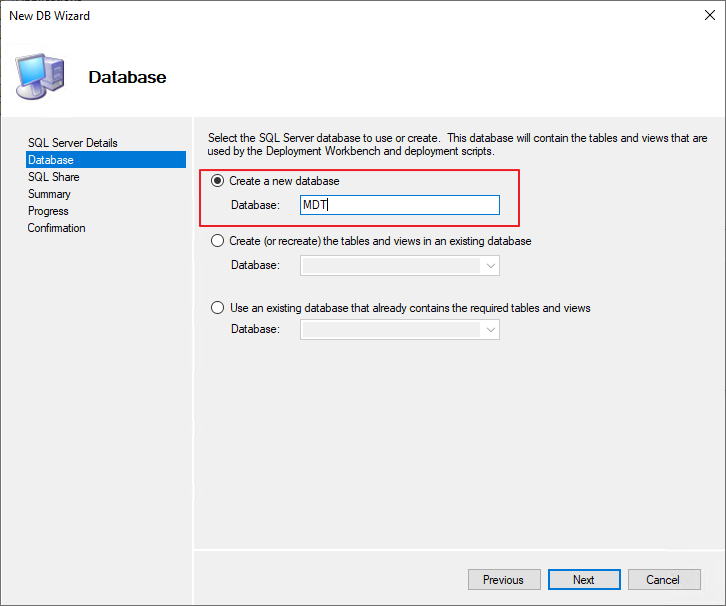 New DB Wizard
Database
SQL Server Details
Database
SQL Share
Summary
Progress
Confirmation
Select the SQL Server database to use or create.  This database will contain the tables and views that are
used by the Deployment Workbench and deployment scripts.
Create a new database
Database: MDT
Create (or recreate) the tables and views in an existing database
Database:
Use an existing database that already contains the required tables and views
Database:
Previous Next Cancel